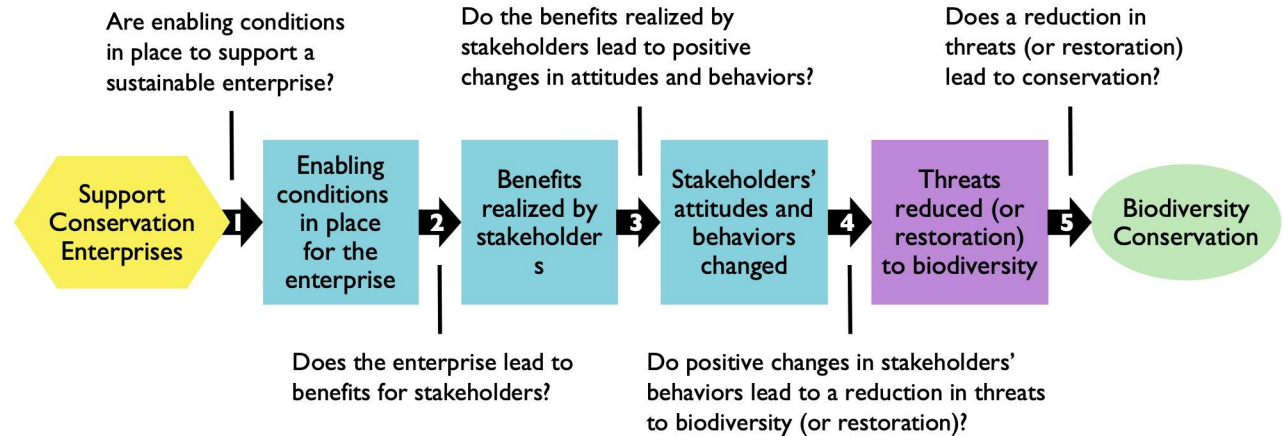 Are enabling conditions
in place to support a
sustainable enterprise?
Do the benefits realized by
stakeholders lead to positive
changes in attitudes and behaviors?
Does a reduction in
threats (or restoration)
lead to conservation?
Support
Conservation
Enterprises
1
Enabling
conditions
in place
for the
enterprise
2
Benefits
realized by
stakeholder
s
3
Stakeholders’
attitudes and
behaviors
changed
4
Threats
reduced (or
restoration)
to biodiversity
5
Biodiversity
Conservation
Does the enterprise lead to
benefits for stakeholders?
Do positive changes in stakeholders’
behaviors lead to a reduction in threats
to biodiversity (or restoration)?